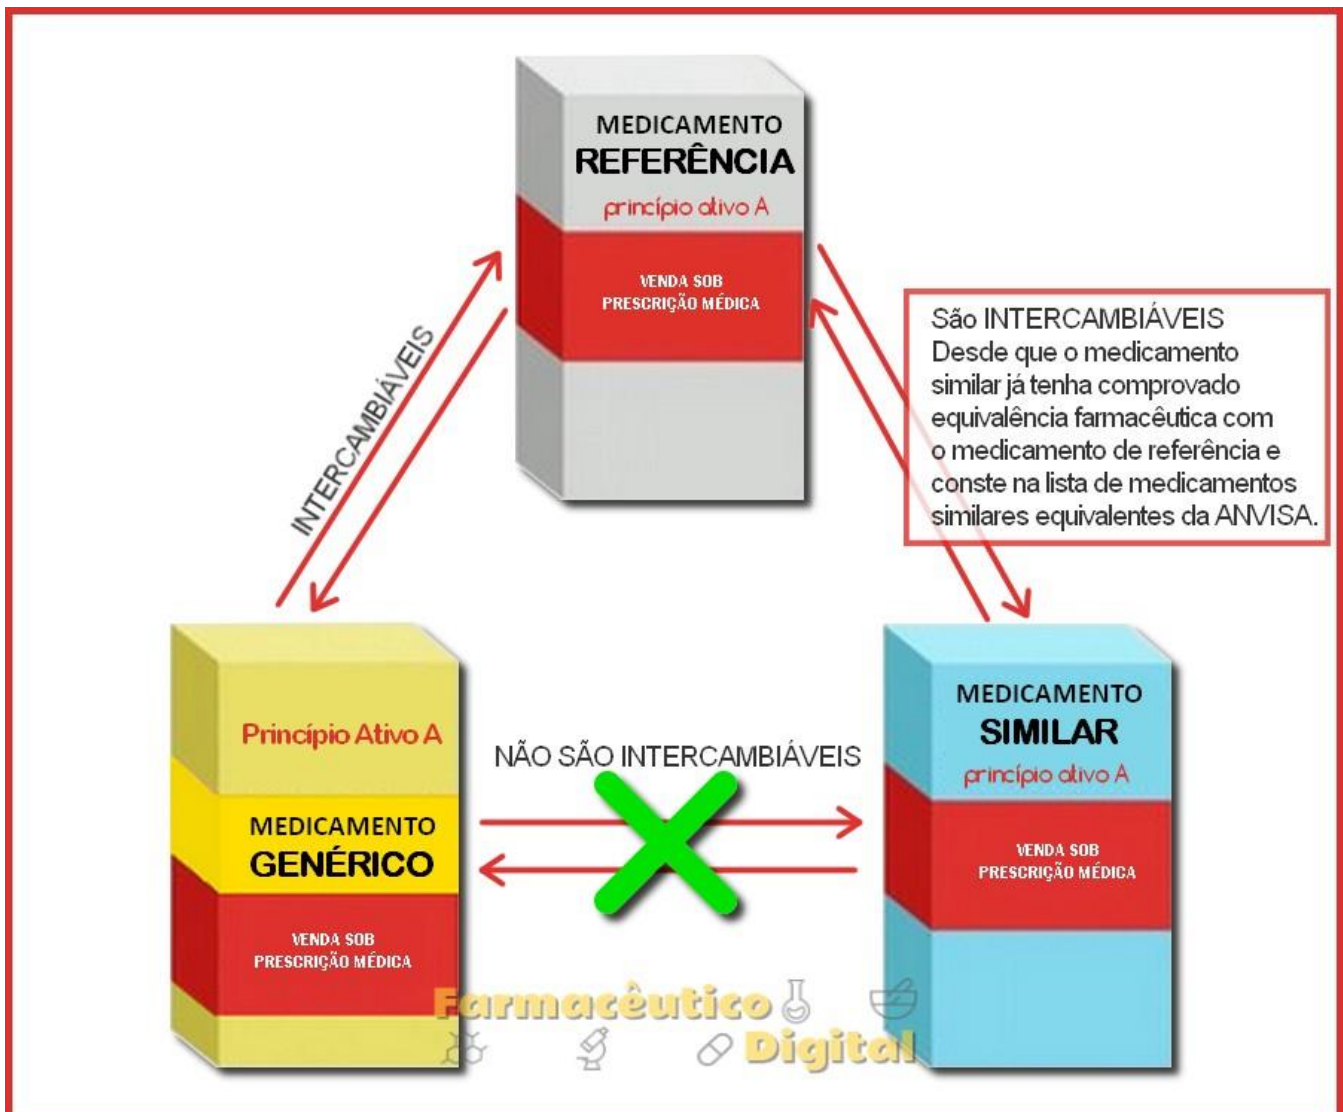 MEDICAMENTO
REFERÊNCIA
princípio ativo A
VENDA SOB
PRESCRIÇÃO MÉDICA
INTERCAMBIÁVEIS
São INTERCAMBIÁVEIS
Desde que o medicamento
similar já tenha comprovado
equivalência farmacêutica com
o medicamento de referência e
conste na lista de medicamentos
similares equivalentes da ANVISA.
Princípio Ativo A
MEDICAMENTO
GENÉRICO
VENDA SOB
PRESCRIÇÃO MÉDICA
NÃO SÃO INTERCAMBIÁVEIS
MEDICAMENTO
SIMILAR
princípio ativo A
VENDA SOB
PRESCRIÇÃO MÉDICA
Farmacêutico
Digital